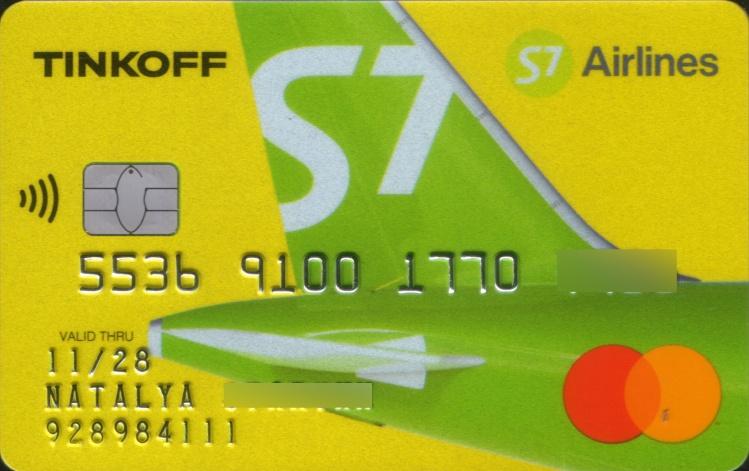 TINKOFF
S7 Airlines
S7
5536 9100 1770
VALID THRU
11/28
NATALYA
928984111